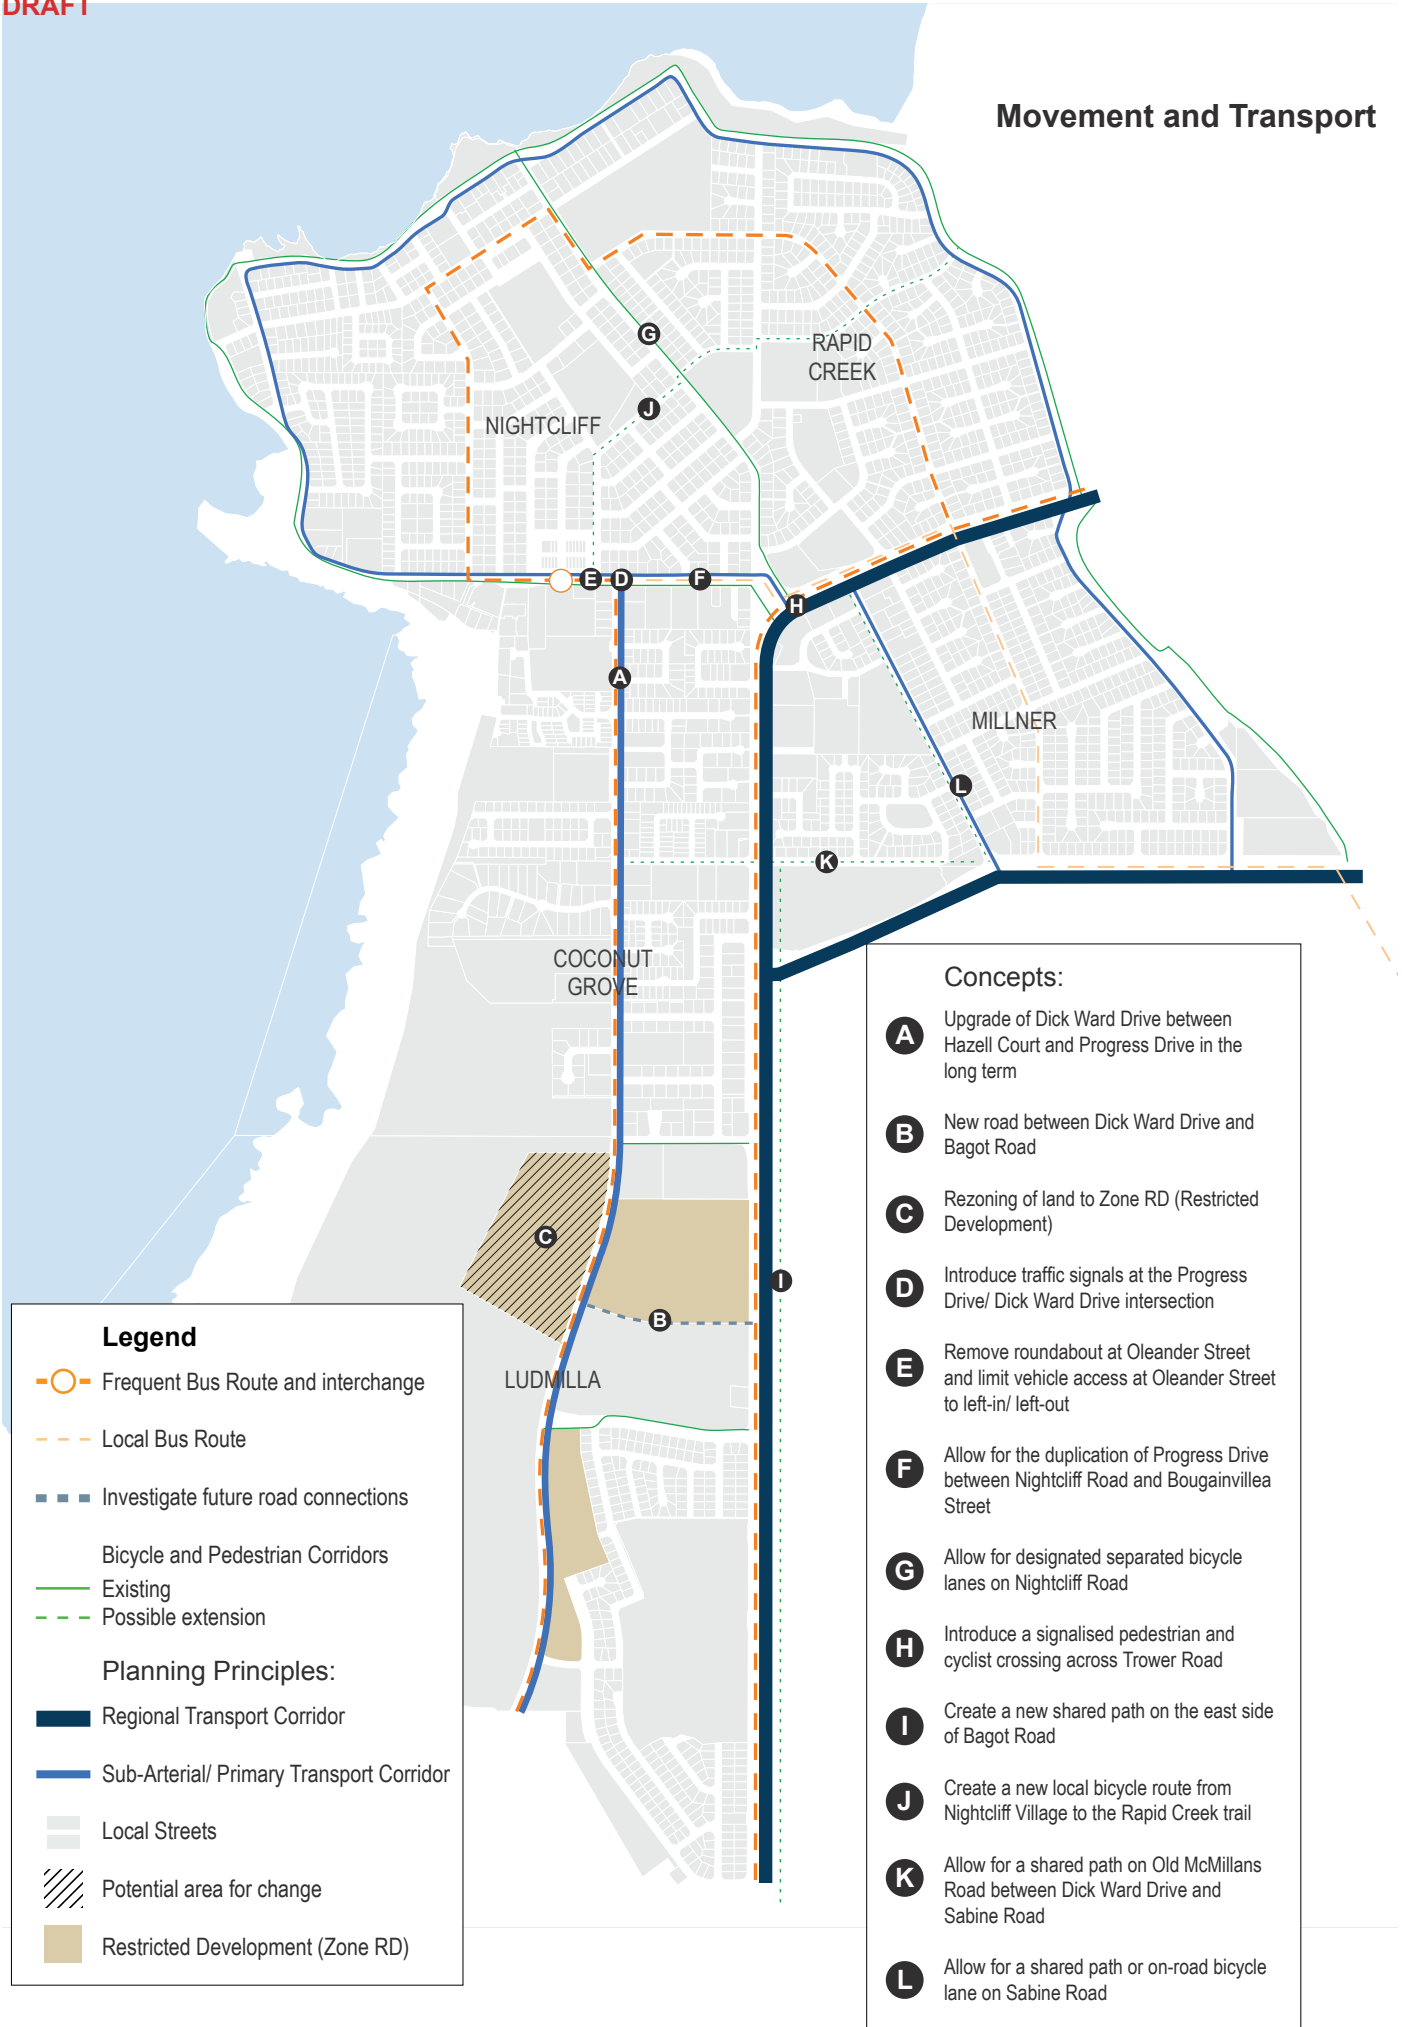 DRAFT
Movement and Transport
G
RAPID
CREEK
J
NIGHTCLIFF
E
D
F
H
A
MILLNER
L
K
COCONUT
GROVE
C
I
B
LUDMILLA
Legend
Frequent Bus Route and interchange
Local Bus Route
Investigate future road connections
Bicycle and Pedestrian Corridors
Existing
Possible extension
Planning Principles:
Regional Transport Corridor
Sub-Arterial/ Primary Transport Corridor
Local Streets
Potential area for change
Restricted Development (Zone RD)
Concepts:
A
Upgrade of Dick Ward Drive between
Hazell Court and Progress Drive in the
long term
B
New road between Dick Ward Drive and
Bagot Road
C
Rezoning of land to Zone RD (Restricted
Development)
D
Introduce traffic signals at the Progress
Drive/ Dick Ward Drive intersection
E
Remove roundabout at Oleander Street
and limit vehicle access at Oleander Street
to left-in/ left-out
F
Allow for the duplication of Progress Drive
between Nightcliff Road and Bougainvillea
Street
G
Allow for designated separated bicycle
lanes on Nightcliff Road
H
Introduce a signalised pedestrian and
cyclist crossing across Trower Road
I
Create a new shared path on the east side
of Bagot Road
J
Create a new local bicycle route from
Nightcliff Village to the Rapid Creek trail
K
Allow for a shared path on Old McMillans
Road between Dick Ward Drive and
Sabine Road
L
Allow for a shared path or on-road bicycle
lane on Sabine Road